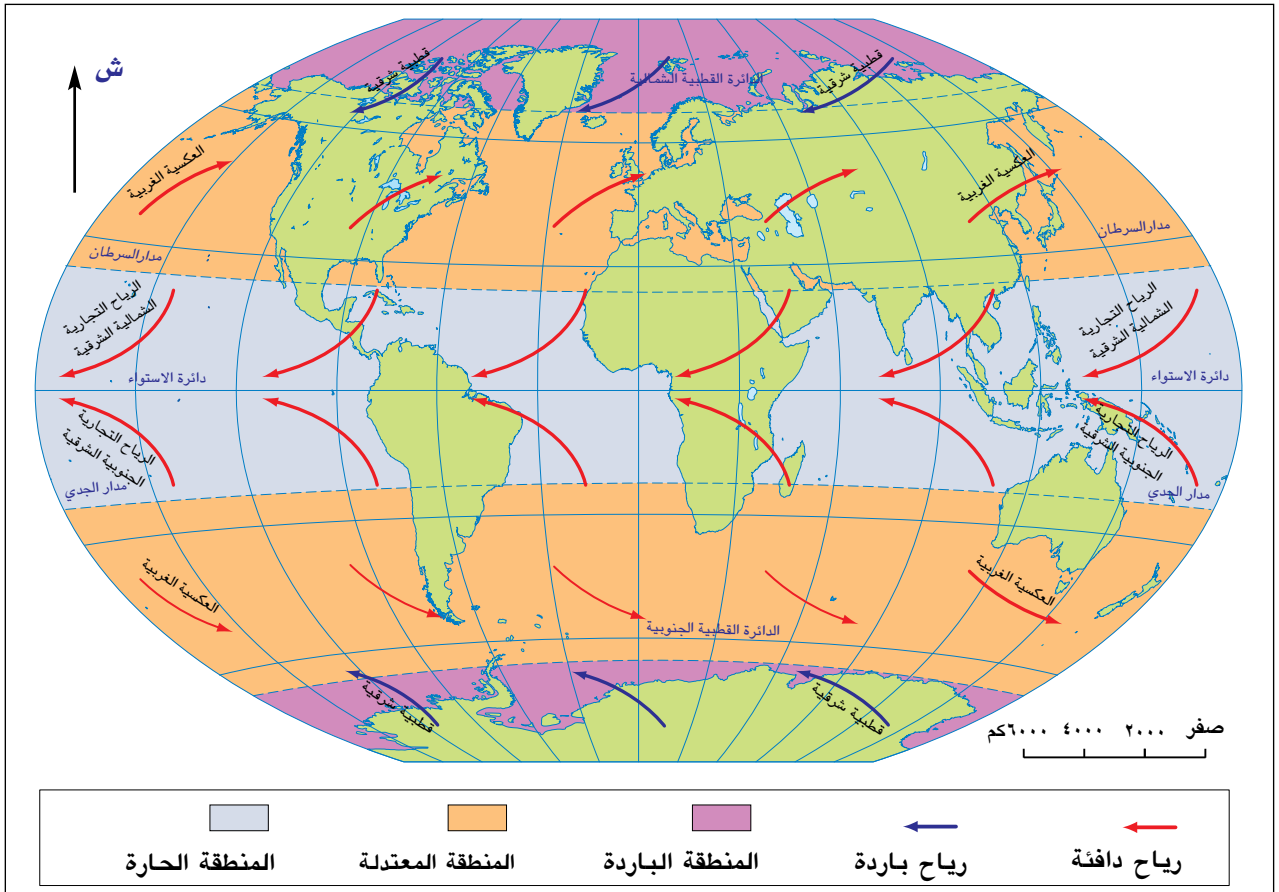 ش
قطبية شرقية
الدائرة القطبية الشمالية
قطبية شرقية
العكسية الغربية
العكسية الغربية
مدار السرطان
مدار السرطان
الرياح التجارية
الشمالية الشرقية
الرياح التجارية
الشمالية الشرقية
دائرة الاستواء
دائرة الاستواء
الرياح التجارية
الجنوبية الشرقية
الرياح التجارية
الجنوبية الشرقية
مدار الجدي
مدار الجدي
العكسية الغربية
العكسية الغربية
الدائرة القطبية الجنوبية
قطبية شرقية
قطبية شرقية
صفر ٢٠٠٠ ٤٠٠٠ ٦٠٠٠كم
رياح دافئة
رياح باردة
المنطقة الباردة
المنطقة المعتدلة
المنطقة الحارة